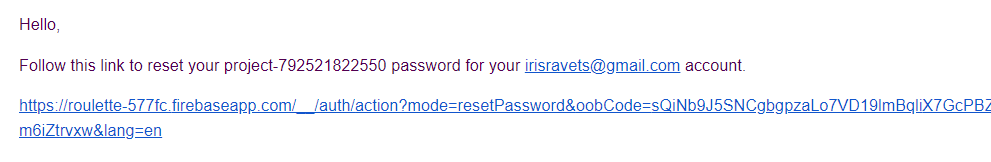 Hello,
Follow this link to reset your project-792521822550 password for your irisravets@gmail.com account.
https://roulette-577fc.firebaseapp.com/__/auth/action?mode=resetPassword&oobCode=sQiNb9J5SNCgbgpzaLo7VD19lmBqliX7GcPBZ
m6iZtrvxw&lang=en